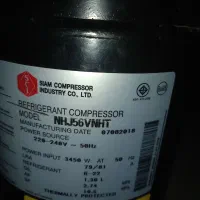 SIAM COMPRESSOR
INDUSTRY CO., LTD.
REFRIGERANT COMPRESSOR
MODEL NHJ56VNHT
MANUFACTURING DATE 07082010
POWER SOURCE
220-240V ~ 50Hz
POWER INPUT 3450 W AT 50 Hz
LRA
REFRIGERANT R-22
THERMALLY PROTECTED